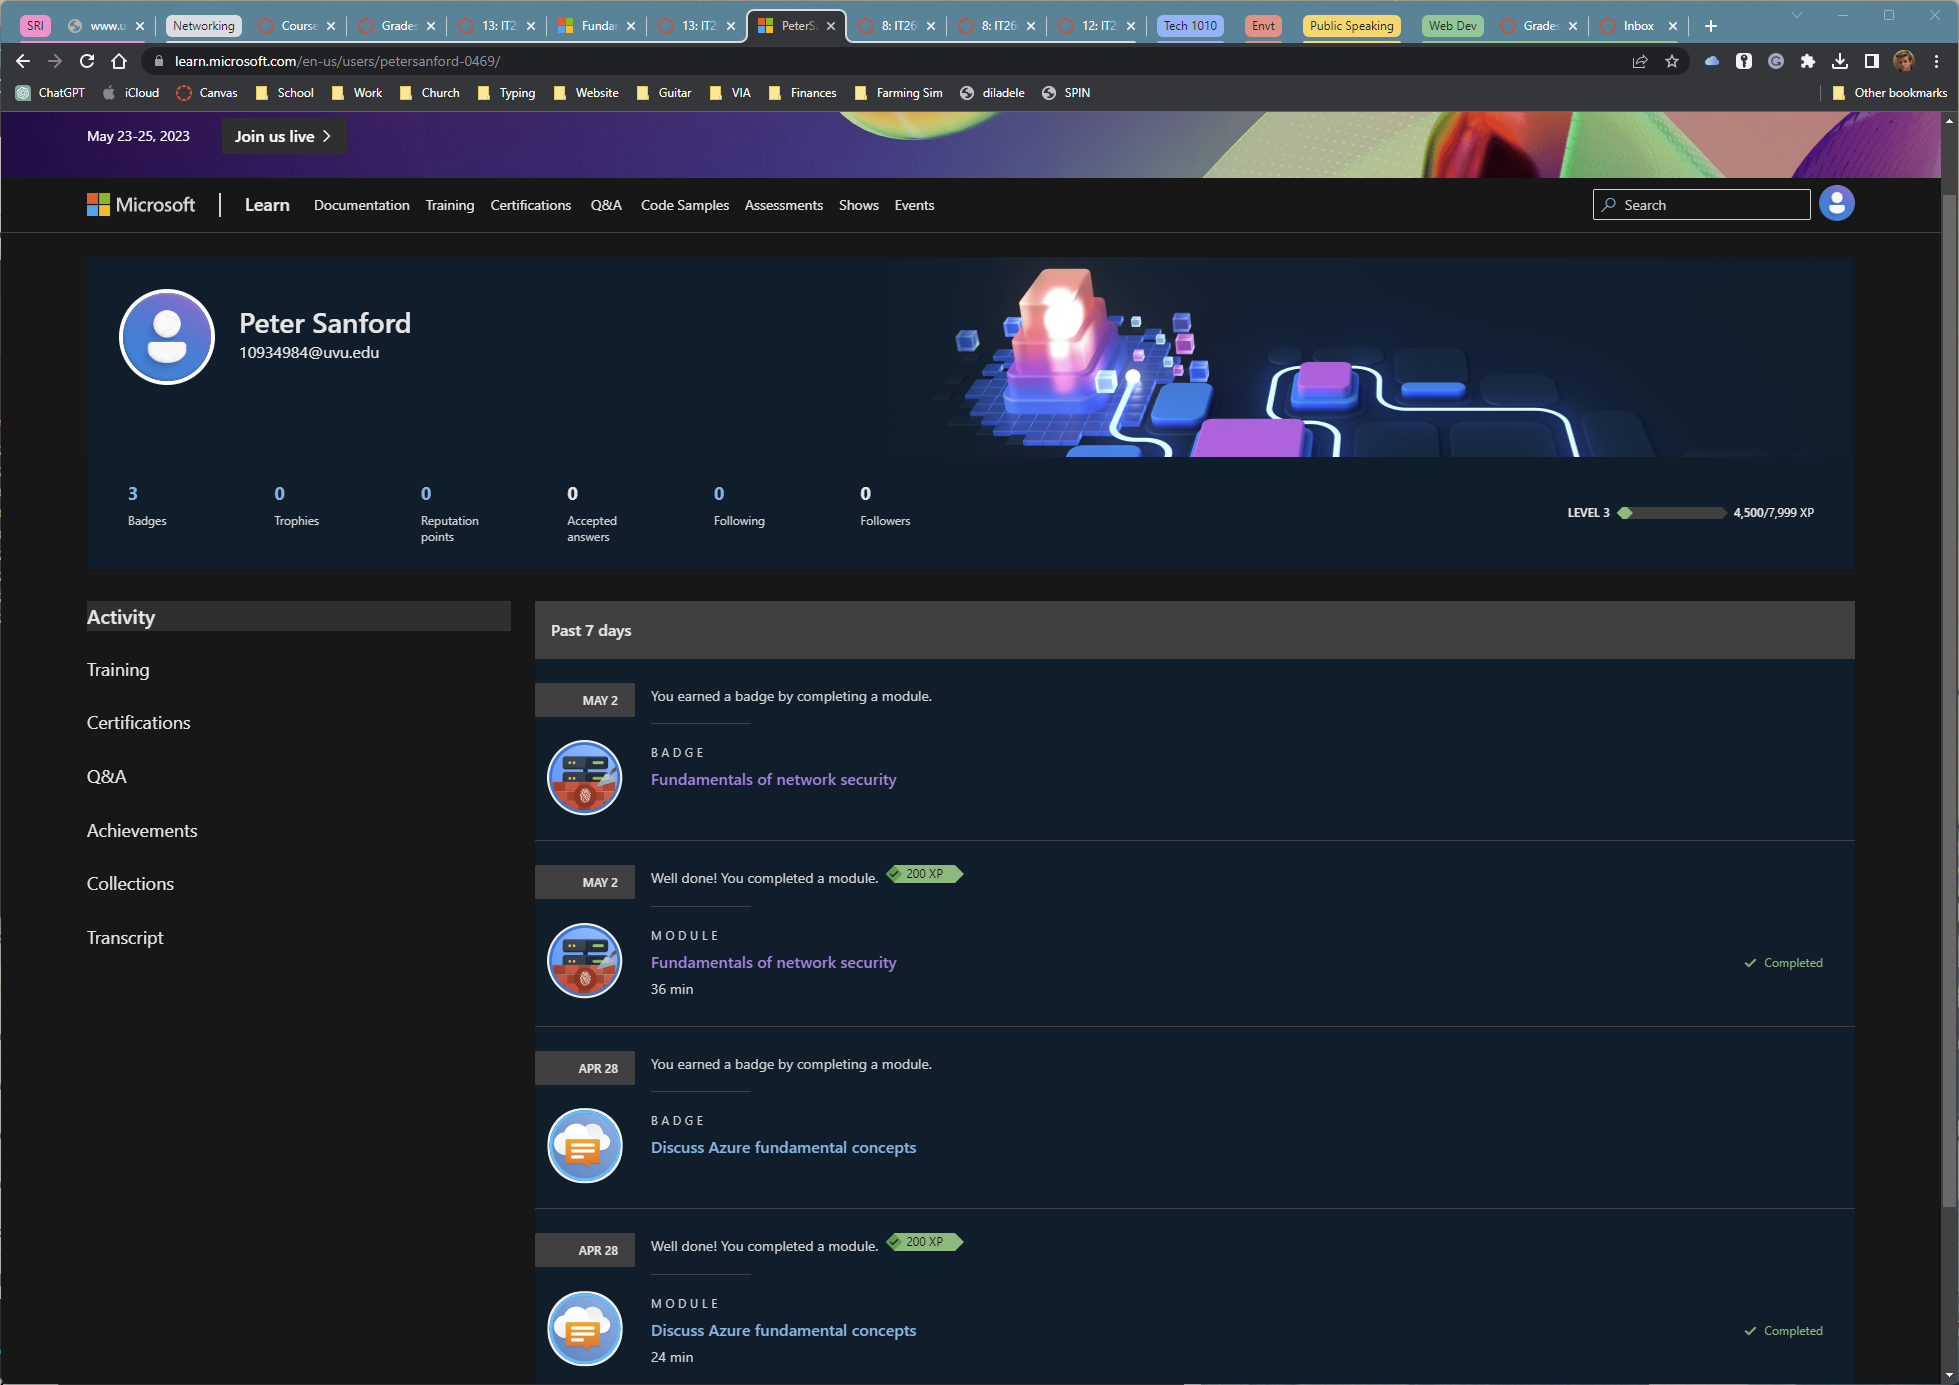 SRI www.u Networking Course Grades 13: IT2 Fundar 13: IT2 PeterS 8: IT26 8: IT26 12: IT2 Tech 1010 Envt Public Speaking Web Dev Grades Inbox
learn.microsoft.com/en-us/users/petersanford-0469/
ChatGPT iCloud Canvas School Work Church Typing Website Guitar VIA Finances Farming Sim diladele SPIN Other bookmarks
May 23-25, 2023 Join us live
Microsoft Learn Documentation Training Certifications Q&A Code Samples Assessments Shows Events Search
Peter Sanford
10934984@uvu.edu
3 0 0 0 0 0
Badges Trophies Reputation points Accepted answers Following Followers
LEVEL 3 4,500/7,999 XP
Activity
Training
Certifications
Q&A
Achievements
Collections
Transcript
Past 7 days
MAY 2 You earned a badge by completing a module.
BADGE
Fundamentals of network security
MAY 2 Well done! You completed a module. 200 XP
MODULE
Fundamentals of network security
Completed
36 min
APR 28 You earned a badge by completing a module.
BADGE
Discuss Azure fundamental concepts
APR 28 Well done! You completed a module. 200 XP
MODULE
Discuss Azure fundamental concepts
Completed
24 min